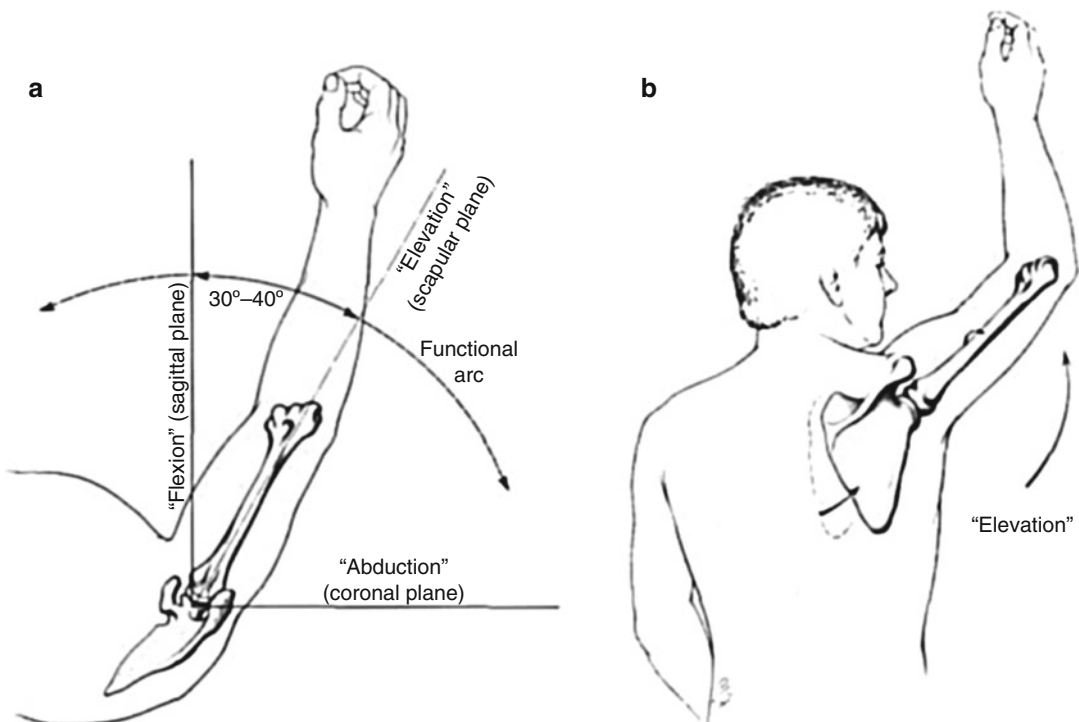 a
b
"Elevation"
(scapular plane)
30º–40º
"Flexion" (sagittal plane)
Functional
arc
"Abduction"
(coronal plane)
"Elevation"